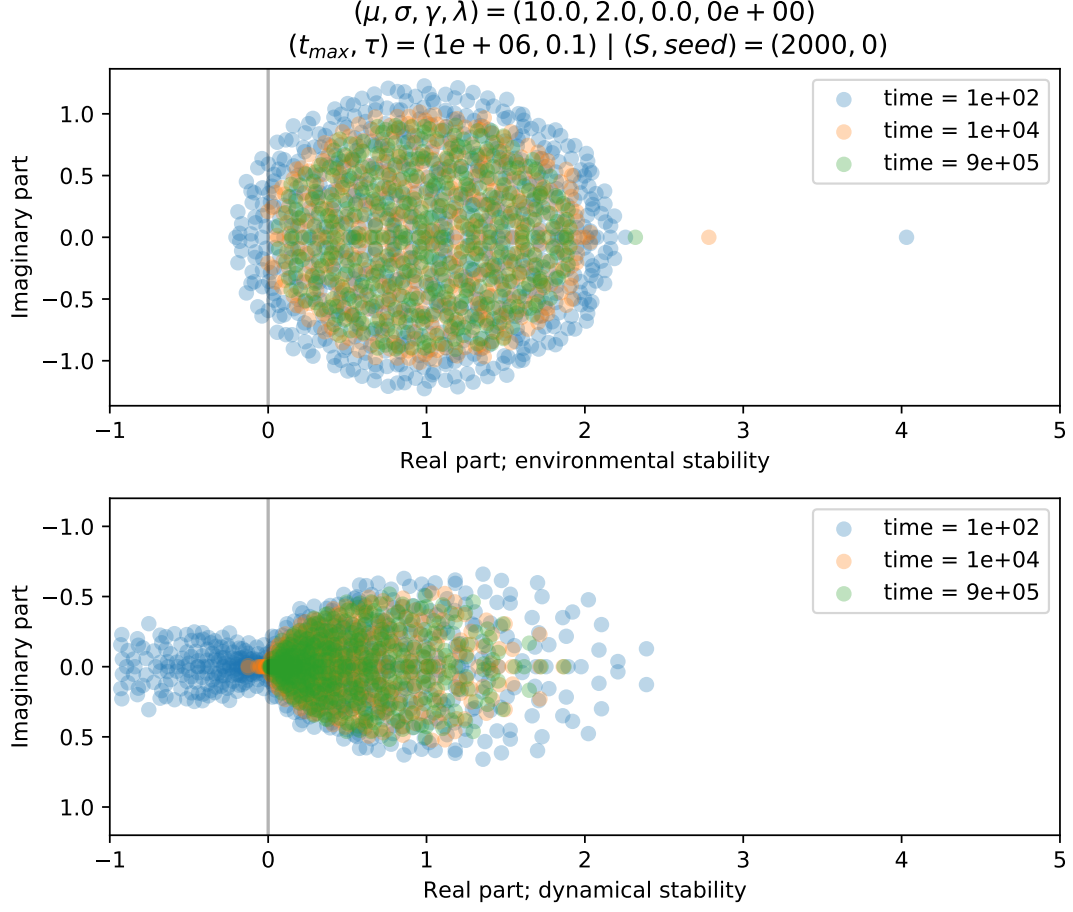 (μ, σ, γ, λ) = (10.0, 2.0, 0.0, 0e + 00)
(t_max, τ) = (1e + 06, 0.1) | (S, seed) = (2000, 0)
time = 1e+02
time = 1e+04
time = 9e+05
1.0
0.5
0.0
−0.5
−1.0
Imaginary part
−1 0 1 2 3 4 5
Real part; environmental stability
time = 1e+02
time = 1e+04
time = 9e+05
−1.0
−0.5
0.0
0.5
1.0
Imaginary part
−1 0 1 2 3 4 5
Real part; dynamical stability